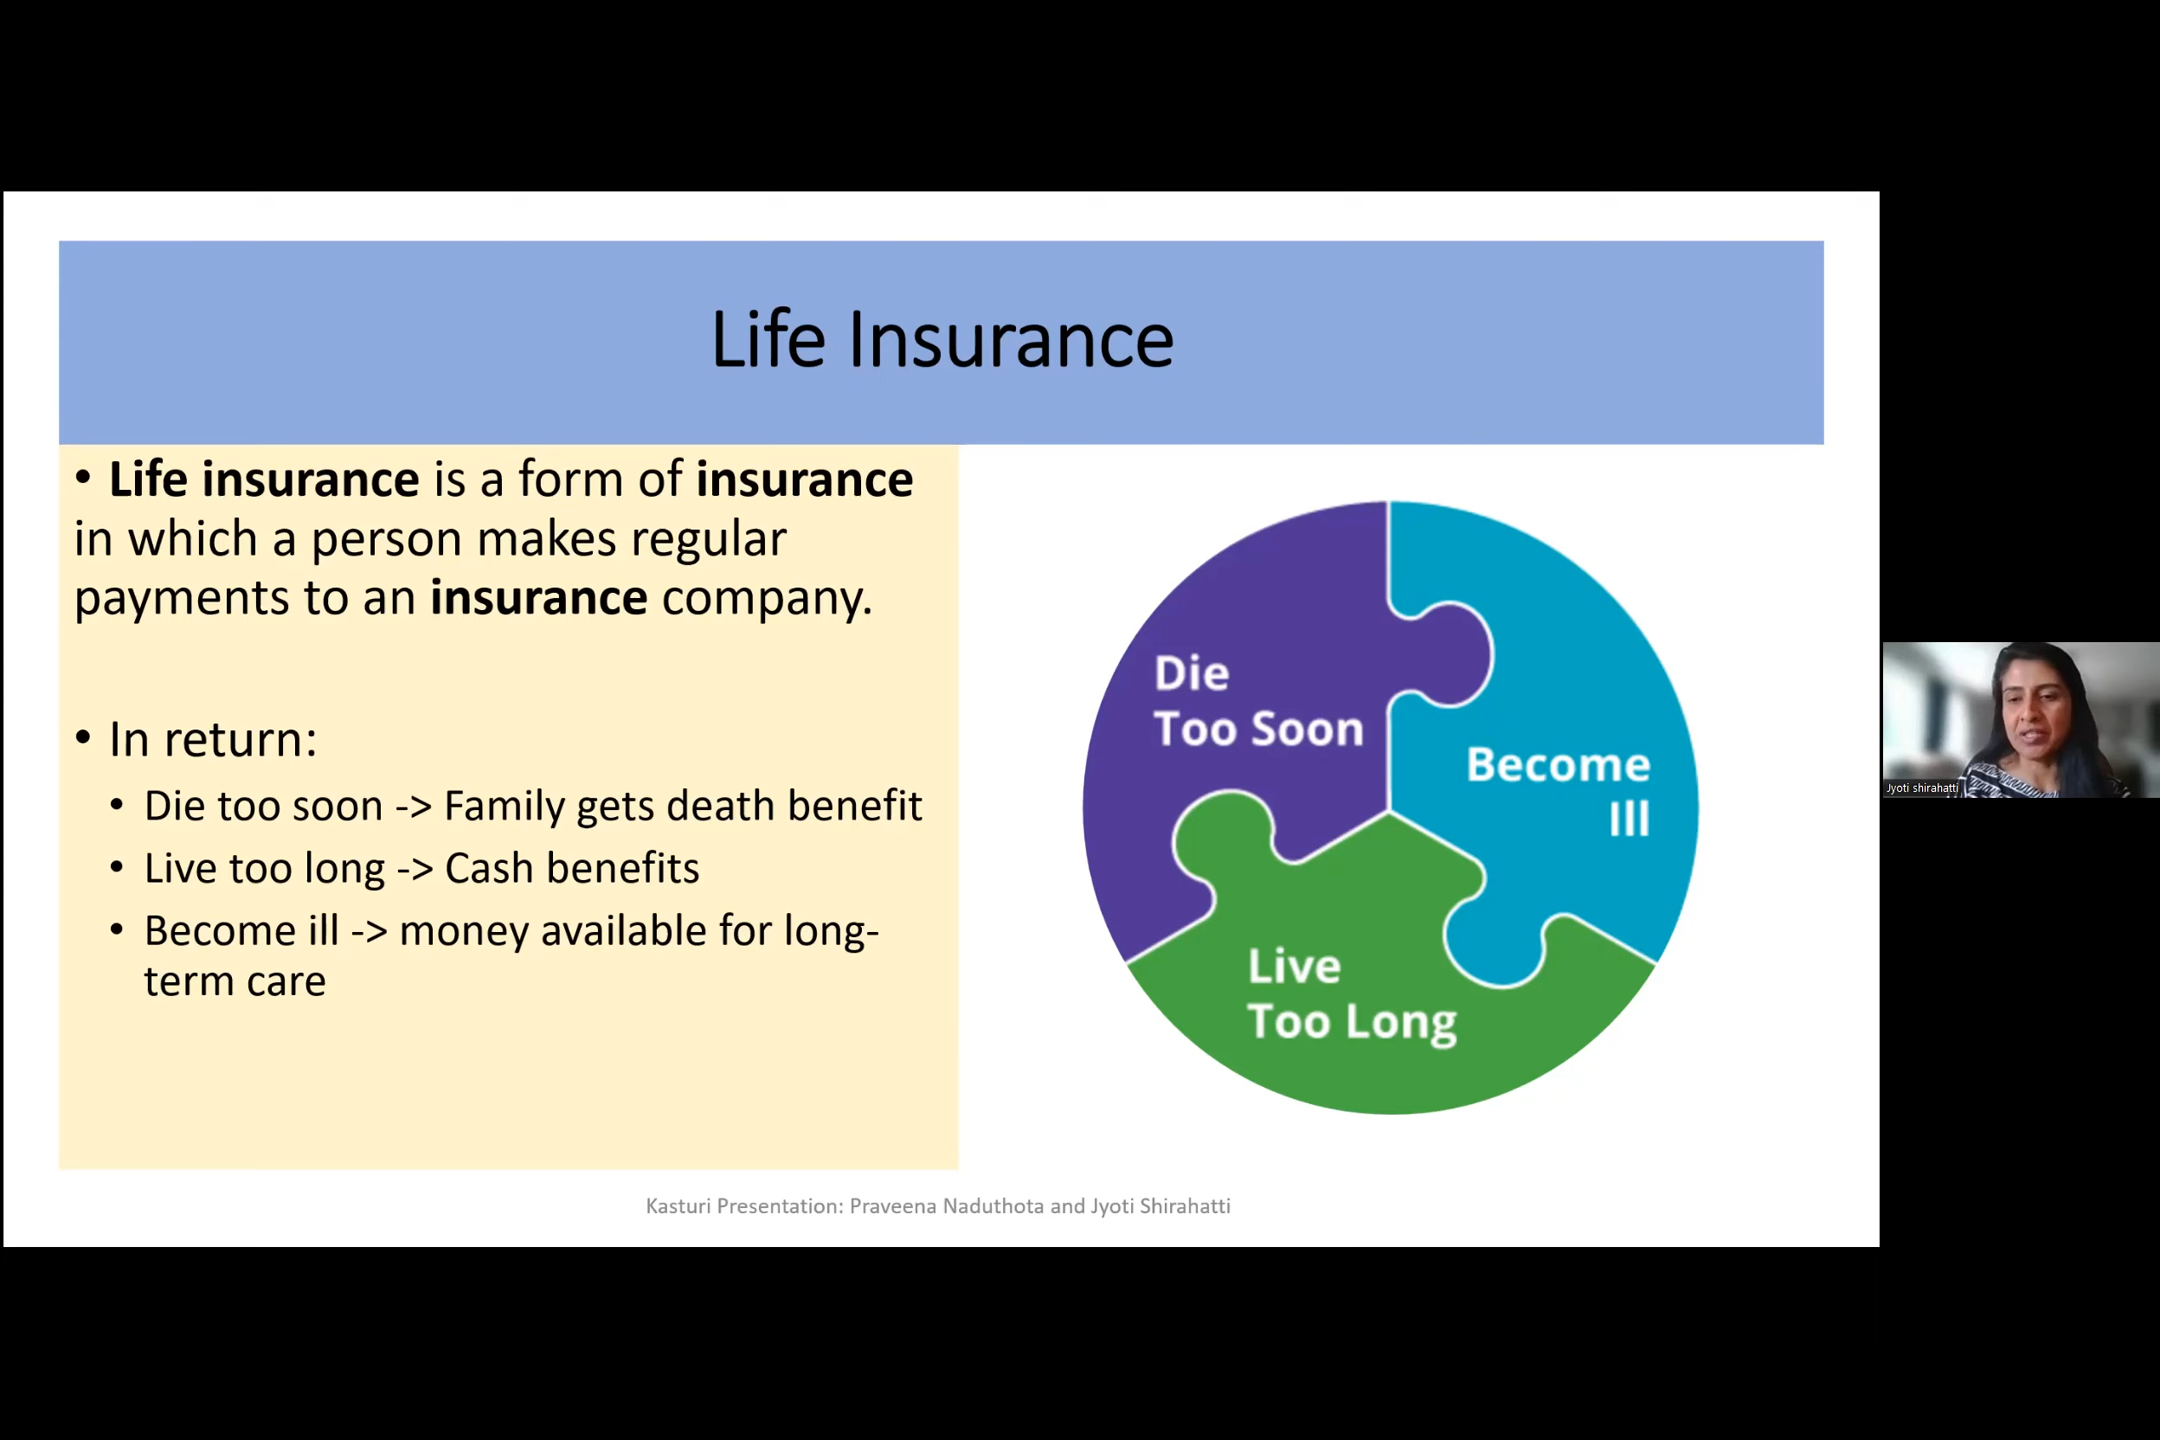 Life Insurance
• Life insurance is a form of insurance
in which a person makes regular
payments to an insurance company.
• In return:
• Die too soon -> Family gets death benefit
• Live too long -> Cash benefits
• Become ill -> money available for long-
term care
Die
Too Soon
Become
Ill
Live
Too Long
Jyoti shirahatti
Kasturi Presentation: Praveena Naduthota and Jyoti Shirahatti